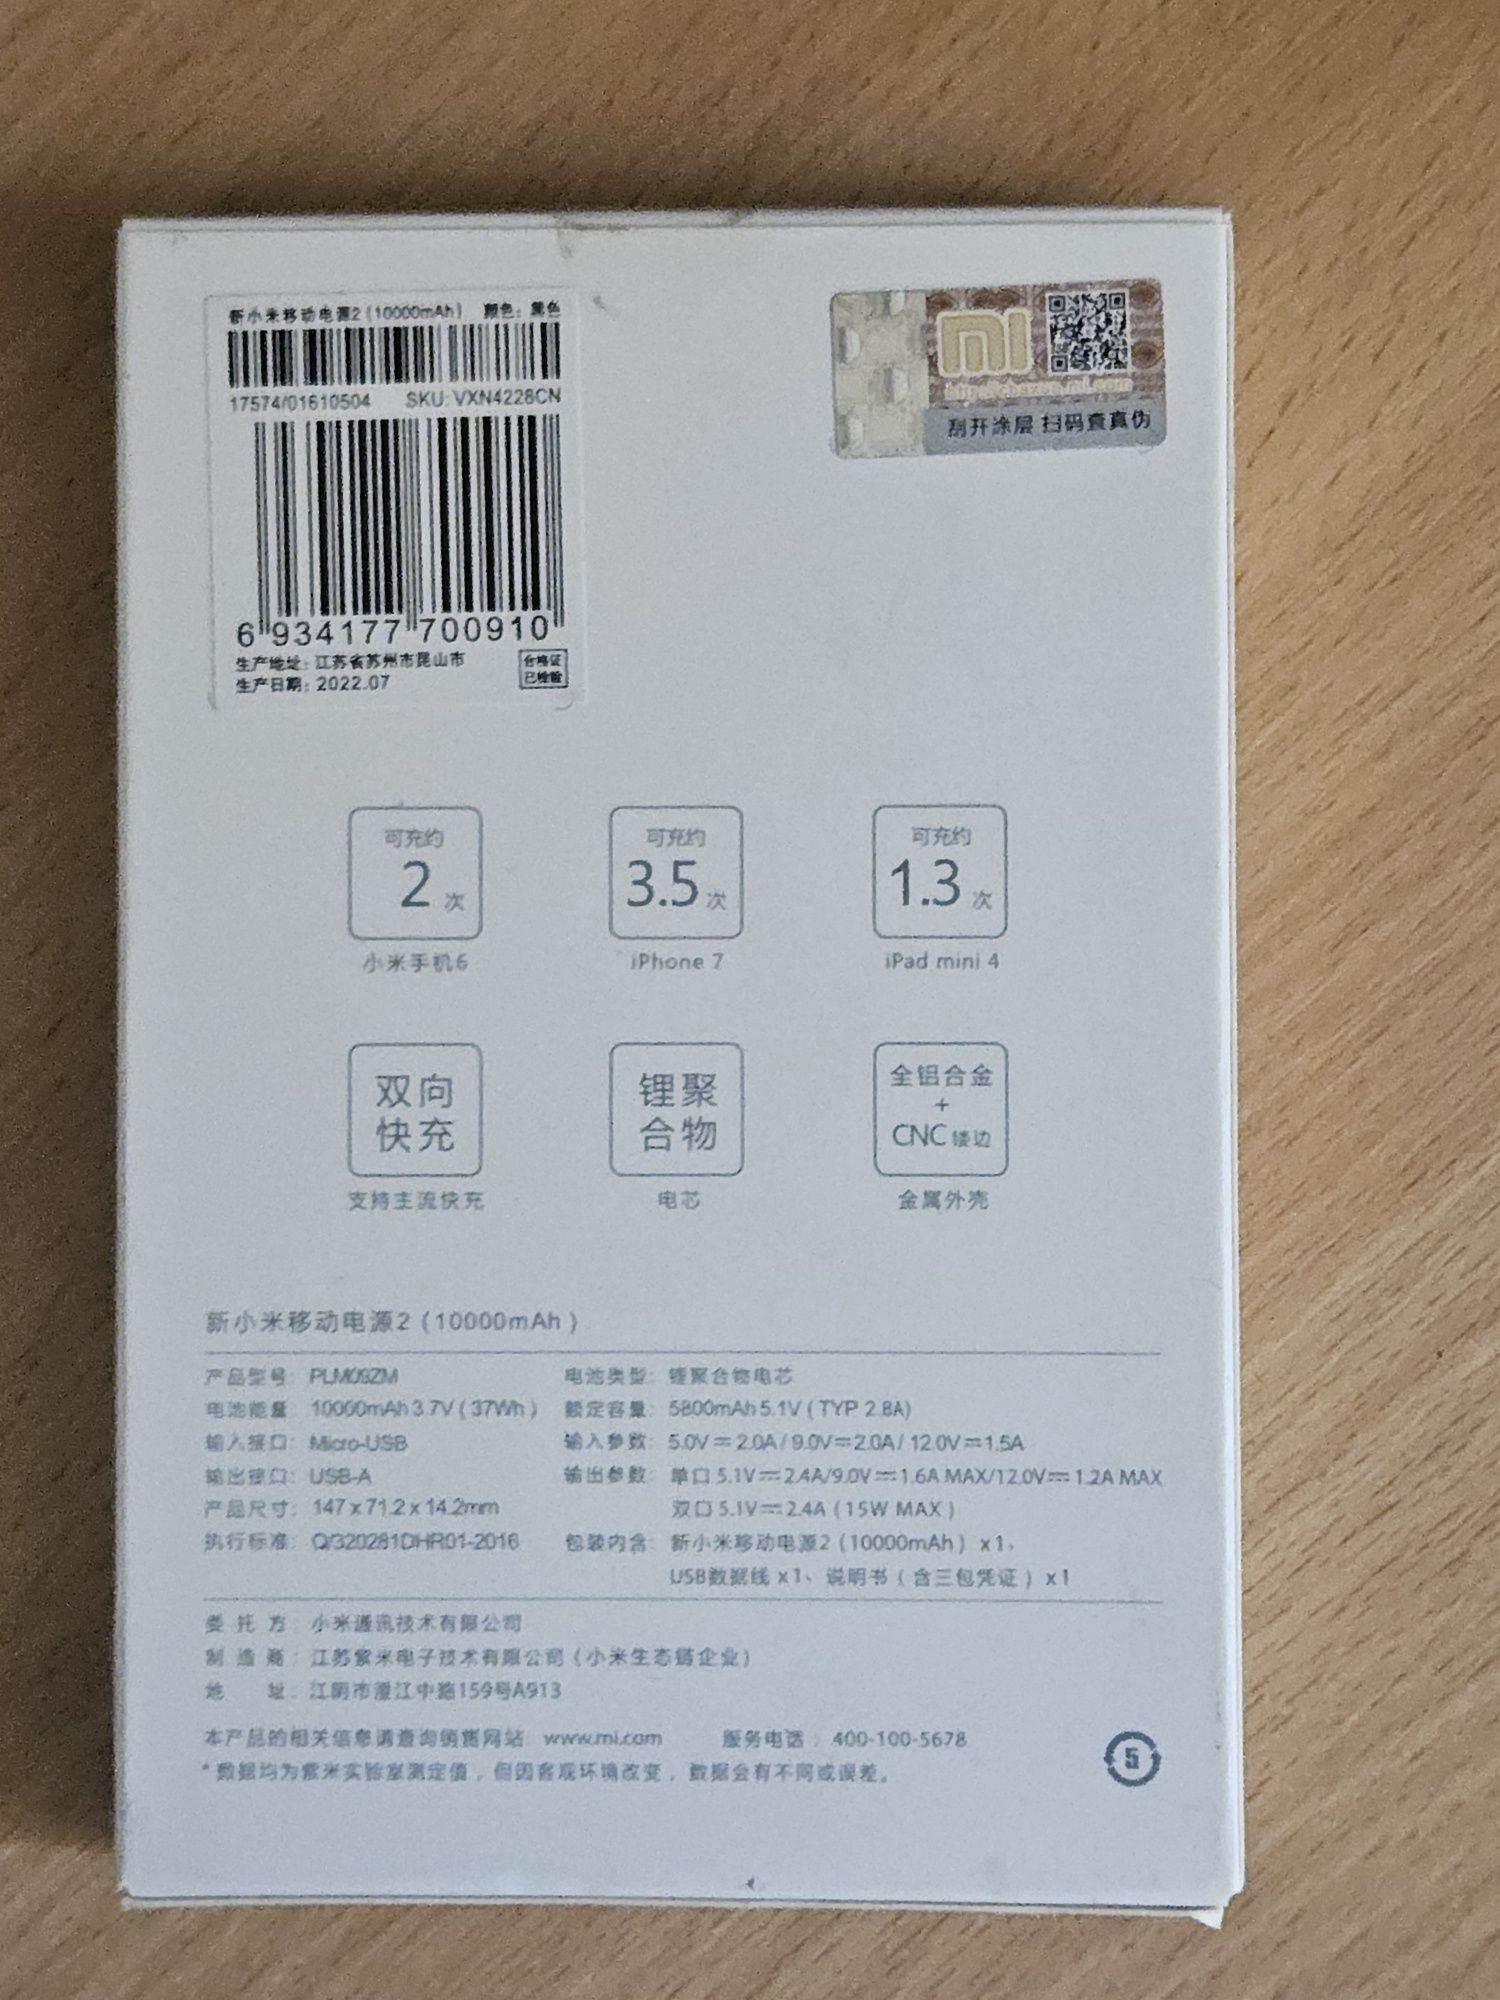 新小米移动电源2 (10000mAh) 颜色：黑色
17574/01610504 SKU: VXN4228CN
6 934177 700910
生产地址：江苏省苏州市昆山市
生产日期：2022.07
合格证
已检验
mi
刮开涂层 扫码查真伪
可充约
2次
小米手机6
可充约
3.5次
iPhone 7
可充约
1.3次
iPad mini 4
双向
快充
支持主流快充
锂聚
合物
电芯
全铝合金
+
CNC 镂边
金属外壳
新小米移动电源2 (10000mAh)
产品型号：PLM09ZM 电池类型：锂聚合物电芯
电池能量：10000mAh 3.7V (37Wh) 额定容量：5800mAh 5.1V (TYP 2.8A)
输入接口：Micro-USB 输入参数：5.0V⎓2.0A/9.0V⎓2.0A/12.0V⎓1.5A
输出接口：USB-A 输出参数：单口 5.1V⎓2.4A/9.0V⎓1.6A MAX/12.0V⎓1.2A MAX
产品尺寸：147 x 71.2 x 14.2mm 双口 5.1V⎓2.4A (15W MAX)
执行标准：Q/320281DHR01-2016 包装内含：新小米移动电源2 (10000mAh) x1、
USB数据线 x1、说明书（含三包凭证）x1
委托方：小米通讯技术有限公司
制造商：江苏紫米电子技术有限公司（小米生态链企业）
地址：江阴市澄江中路159号A913
本产品的相关信息请查询销售网站：www.mi.com 服务电话：400-100-5678
*数据均为紫米实验室测定值，但因客观环境改变，数据会有不同或误差。
5